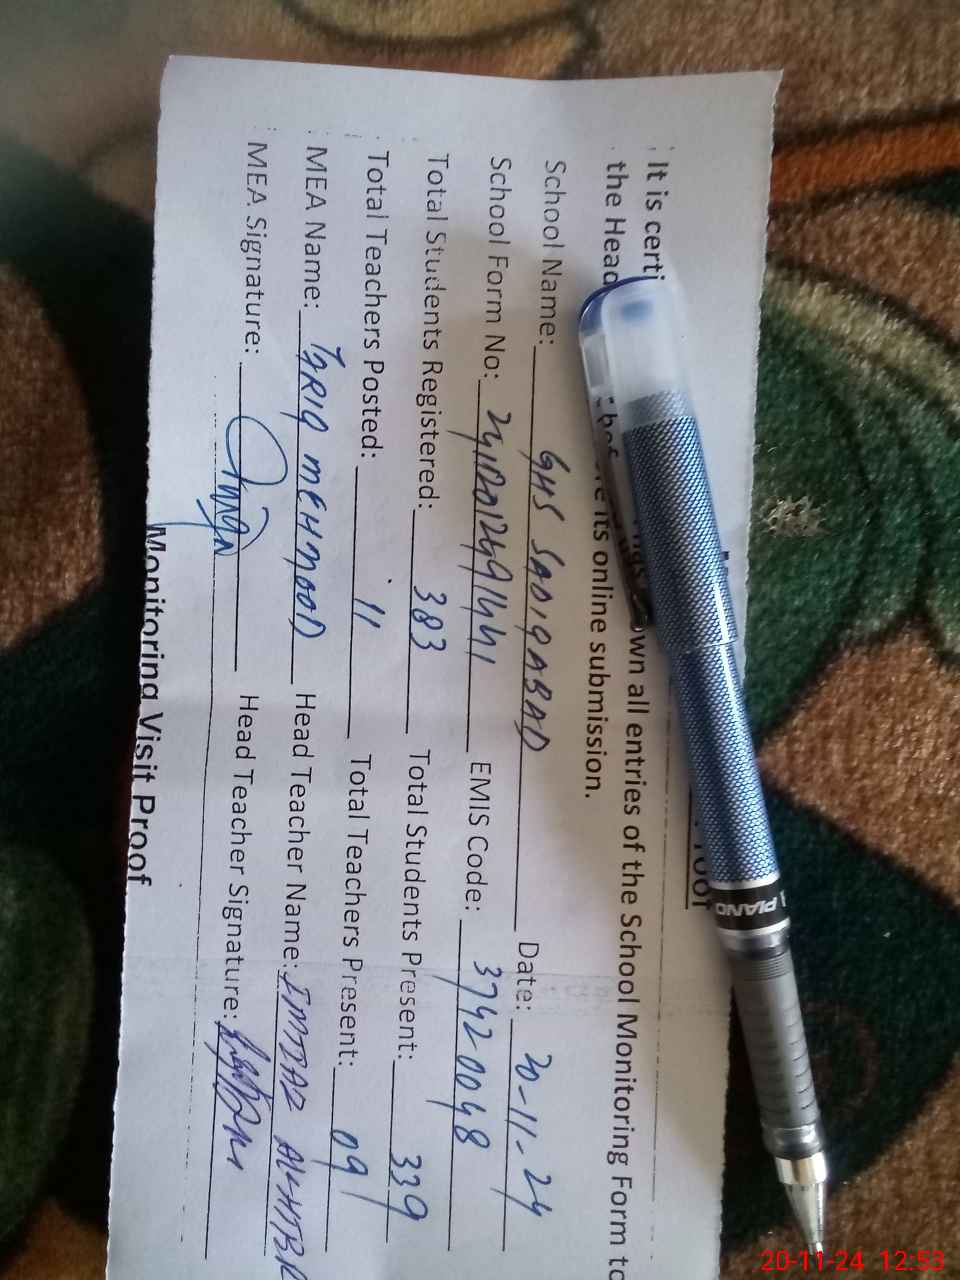 It is certi own all entries of the School Monitoring Form to
the Head its online submission.
School Name: GHS SADIQABAD Date: 20-11-24
School Form No: EMIS Code: 37420048
Total Students Registered: 383 Total Students Present: 339
Total Teachers Posted: 11 Total Teachers Present: 09
MEA Name: TARIQ MEHMOOD Head Teacher Name: IMTIAZ AKHTER
MEA Signature: Head Teacher Signature:
Monitoring Visit Proof
PIANO
20-11-24 12:53